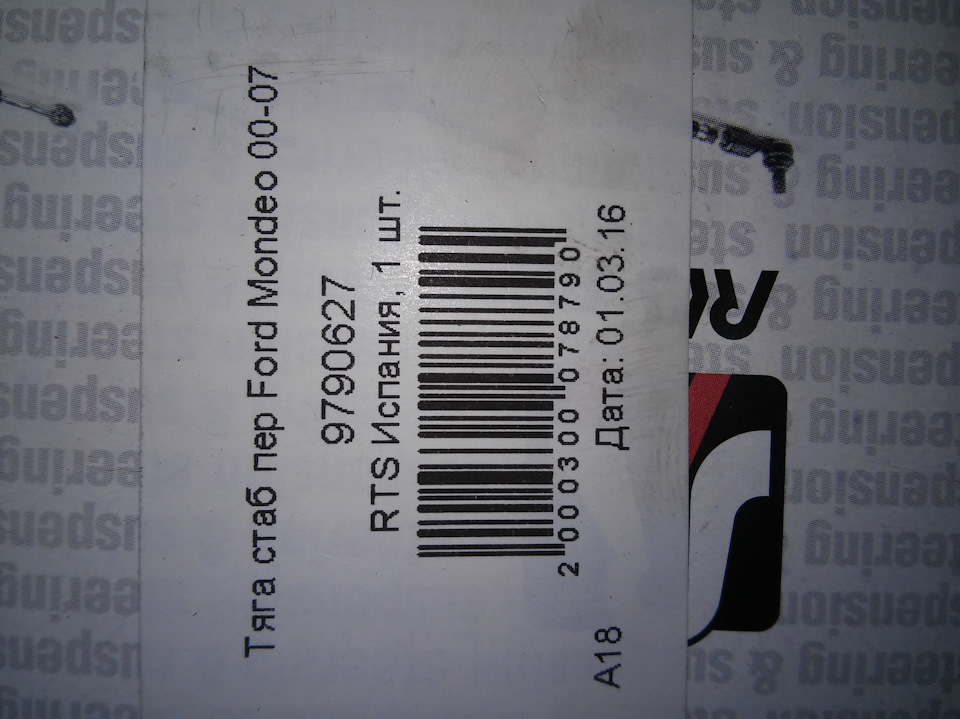 Тяга стаб пер Ford Mondeo 00-07
9790627
RTS Испания, 1 шт.
2 000300 078790
A18 Дата: 01.03.16